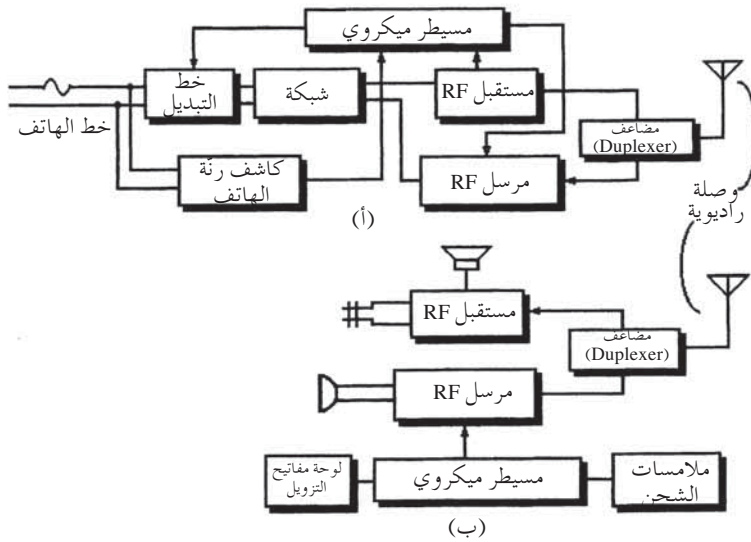 مسيطر ميكروي
خط
التبديل
شبكة
مستقبل RF
مضاعف
(Duplexer)
خط الهاتف
كاشف رنّة
الهاتف
مرسل RF
(أ)
وصلة
راديوية
مستقبل RF
مضاعف
(Duplexer)
مرسل RF
لوحة مفاتيح
التزويل
مسيطر ميكروي
ملامسات
الشحن
(ب)